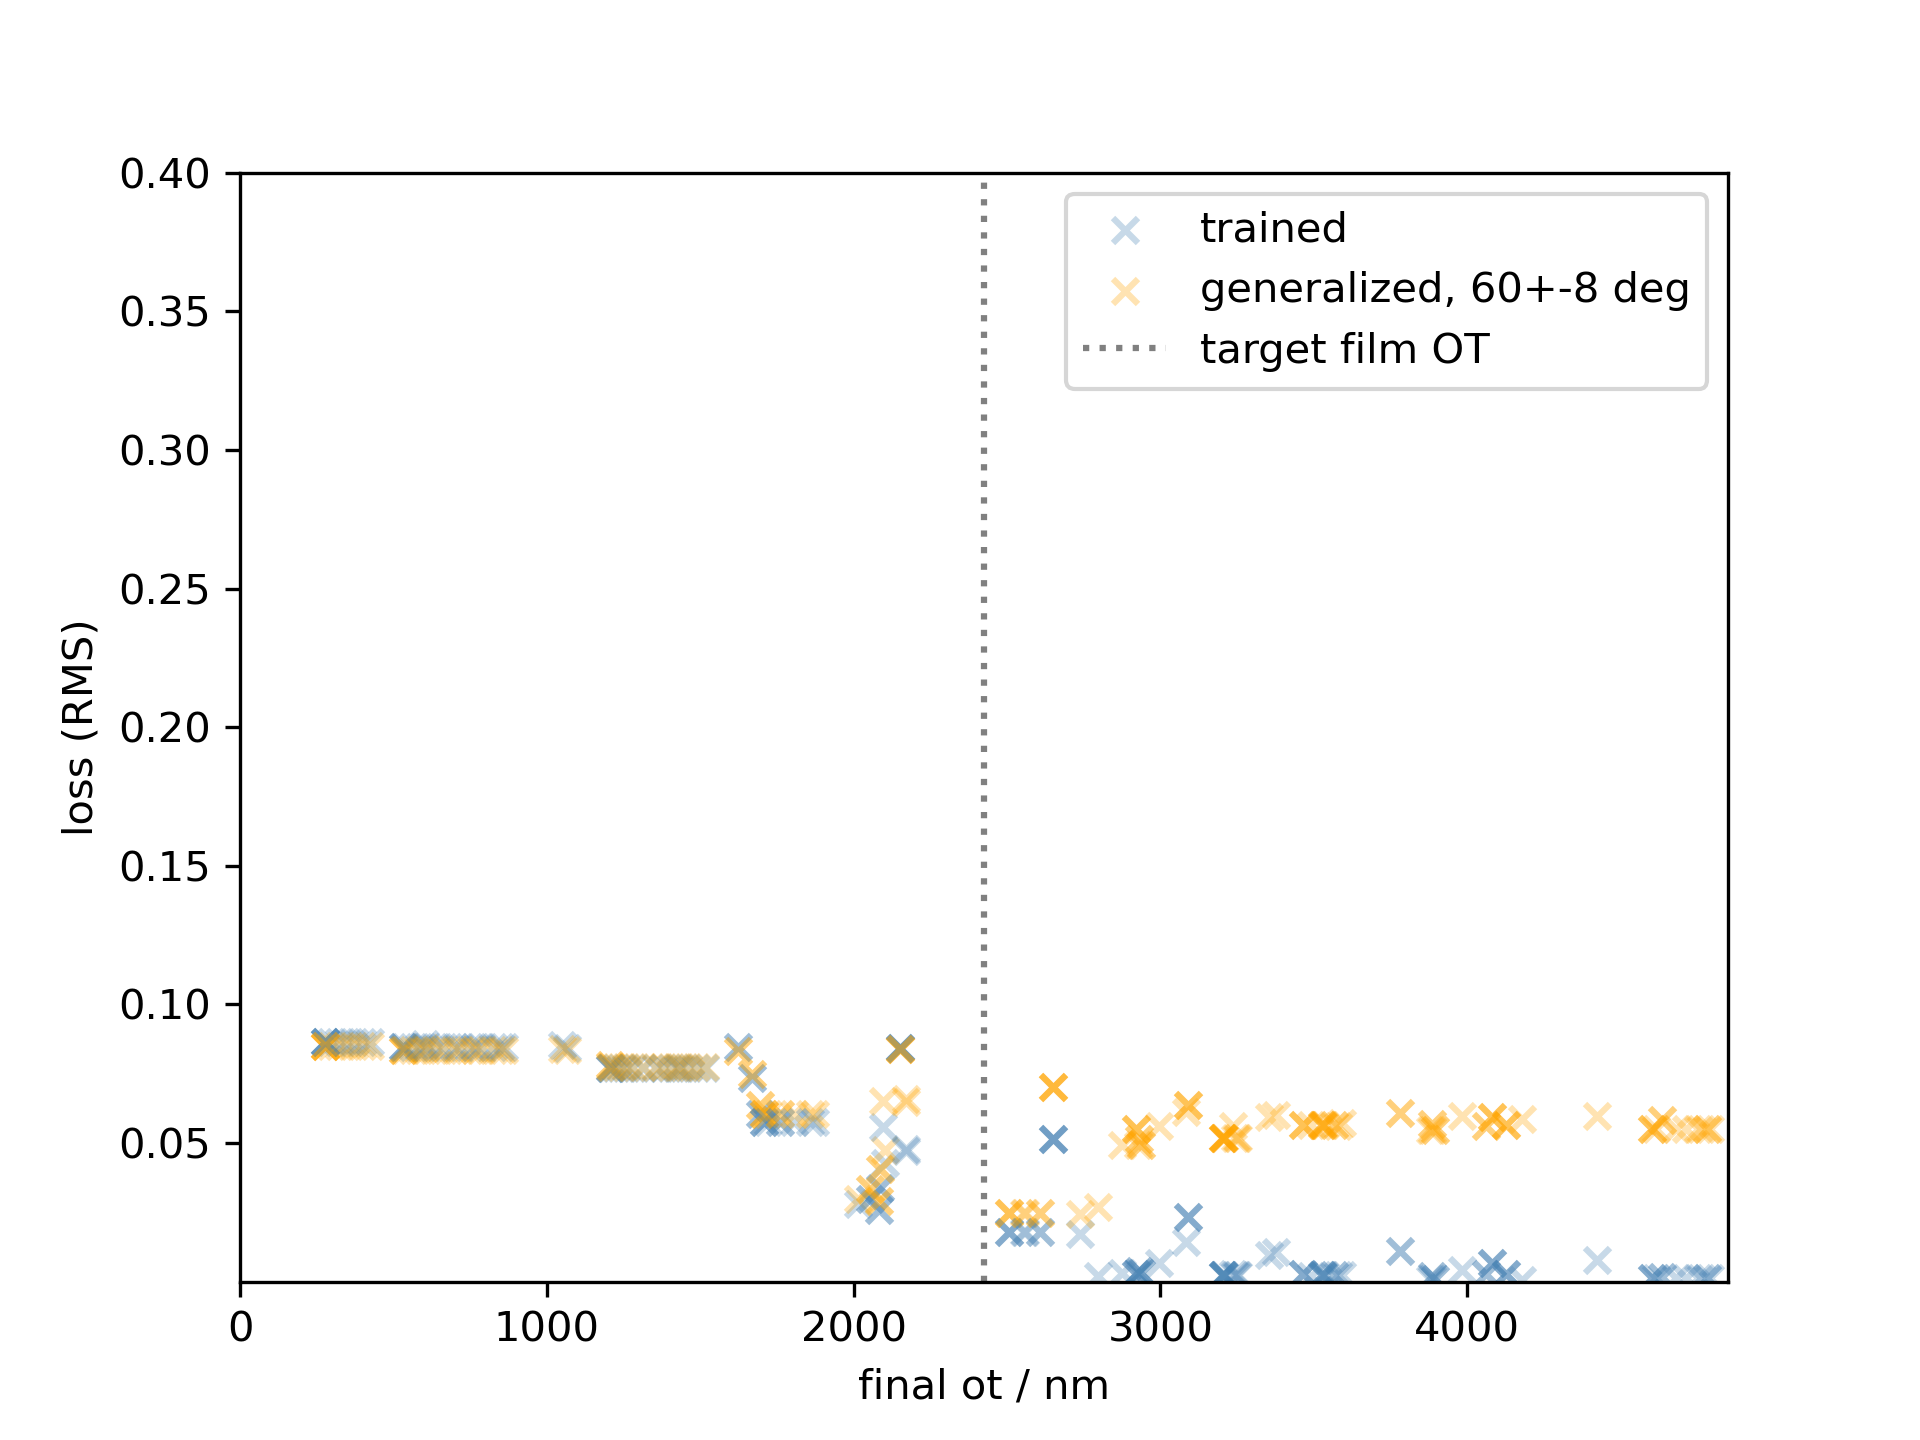 0.40
0.35
0.30
0.25
0.20
0.15
0.10
0.05
loss (RMS)
trained
generalized, 60+-8 deg
target film OT
0 1000 2000 3000 4000
final ot / nm